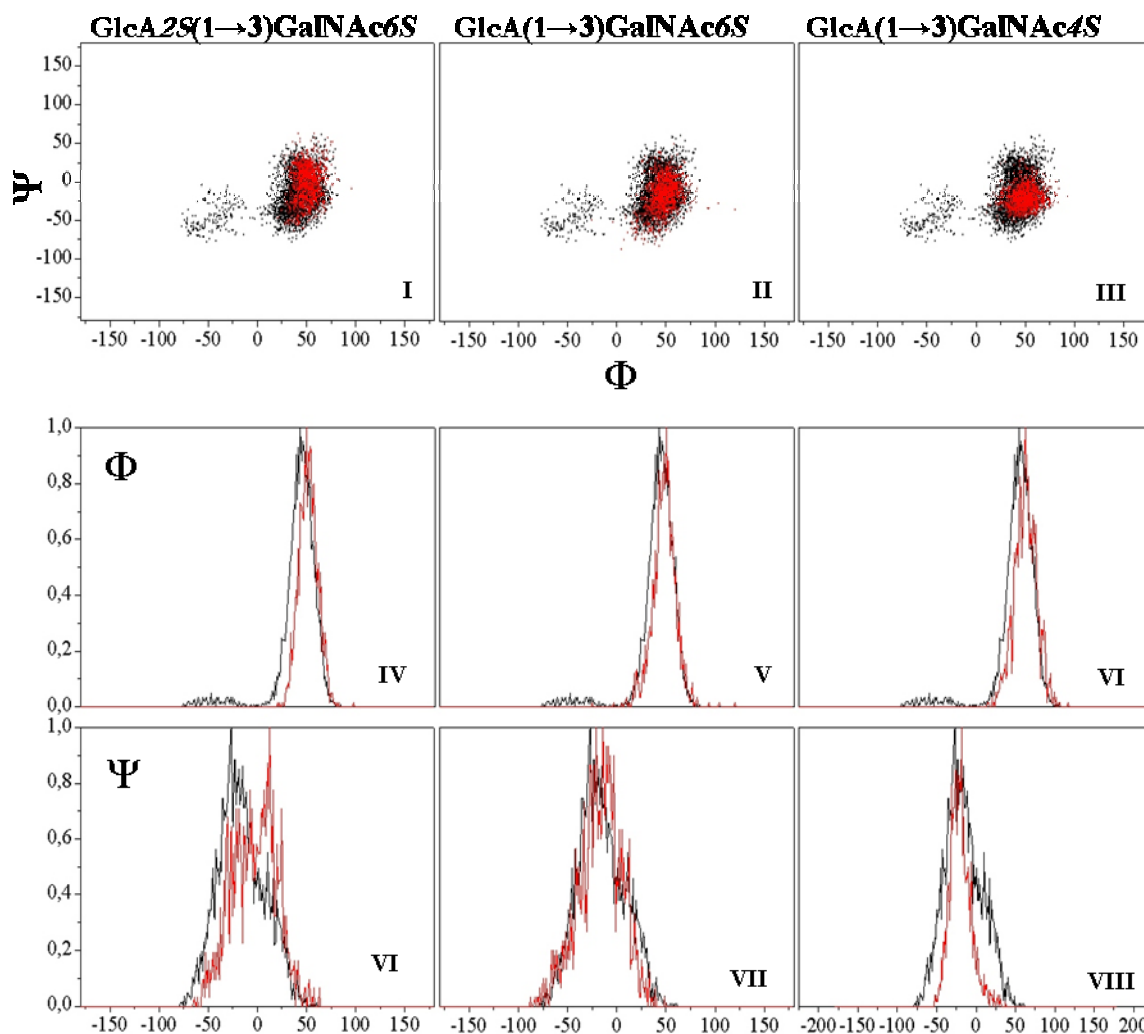 GlcA2S(1→3)GalNAc6S GlcA(1→3)GalNAc6S GlcA(1→3)GalNAc4S
150
100
50
0
-50
-100
-150
Ψ
I II III
-150 -100 -50 0 50 100 150 -150 -100 -50 0 50 100 150 -150 -100 -50 0 50 100 150
Φ
1,0
0,8
0,6
0,4
0,2
0,0
Φ
IV V VI
1,0
0,8
0,6
0,4
0,2
0,0
Ψ
VI VII VIII
-150 -100 -50 0 50 100 150 -150 -100 -50 0 50 100 150 -200 -150 -100 -50 0 50 100 150 200